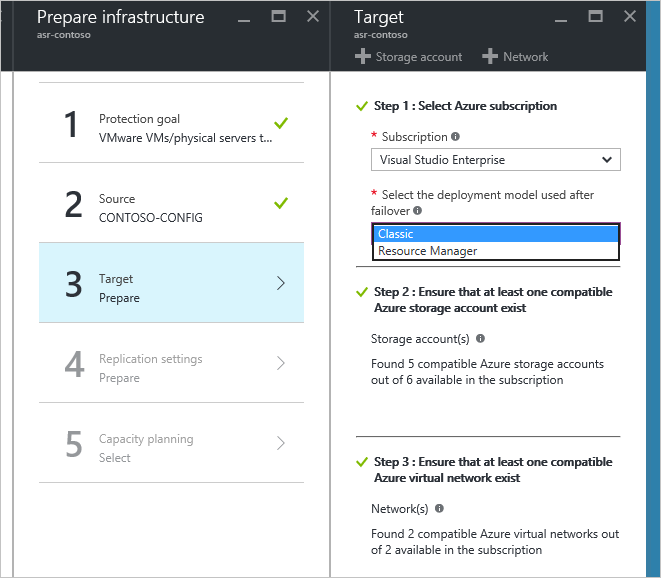 Prepare infrastructure
asr-contoso
1
Protection goal
VMware VMs/physical servers t...
2
Source
CONTOSO-CONFIG
3
Target
Prepare
4
Replication settings
Prepare
5
Capacity planning
Select
Target
asr-contoso
Storage account
Network
Step 1 : Select Azure subscription
* Subscription
Visual Studio Enterprise
* Select the deployment model used after
failover
Classic
Resource Manager
Step 2 : Ensure that at least one compatible
Azure storage account exist
Storage account(s)
Found 5 compatible Azure storage accounts
out of 6 available in the subscription
Step 3 : Ensure that at least one compatible
Azure virtual network exist
Network(s)
Found 2 compatible Azure virtual networks out
of 2 available in the subscription